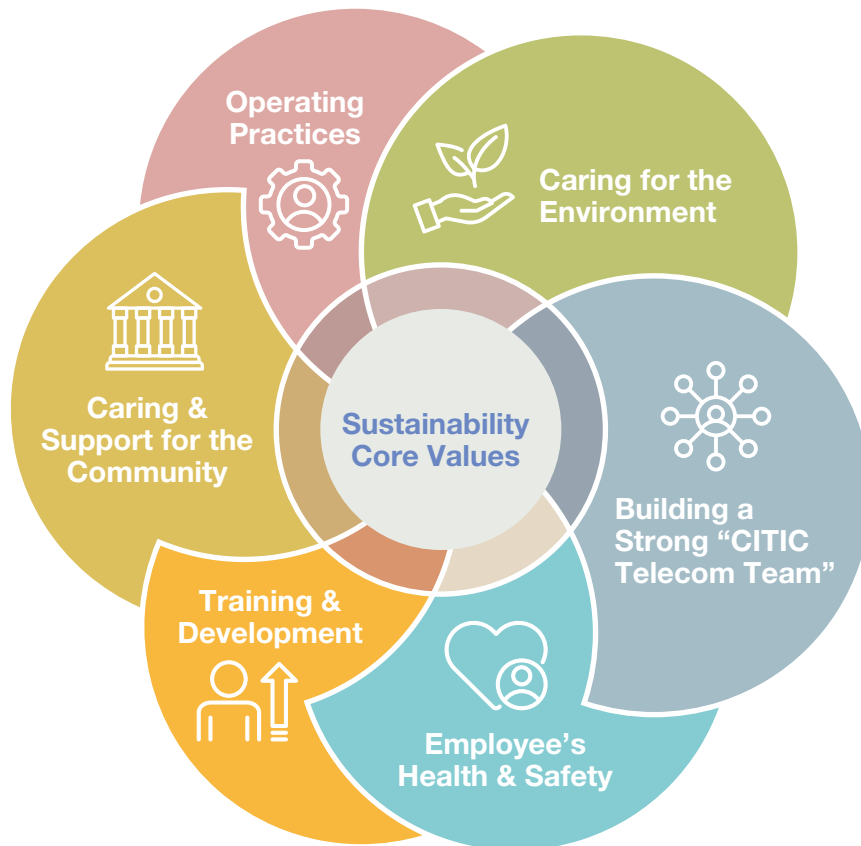 Operating
Practices
Caring for the
Environment
Building a
Strong “CITIC
Telecom Team”
Employee’s
Health & Safety
Training &
Development
Caring &
Support for the
Community
Sustainability
Core Values